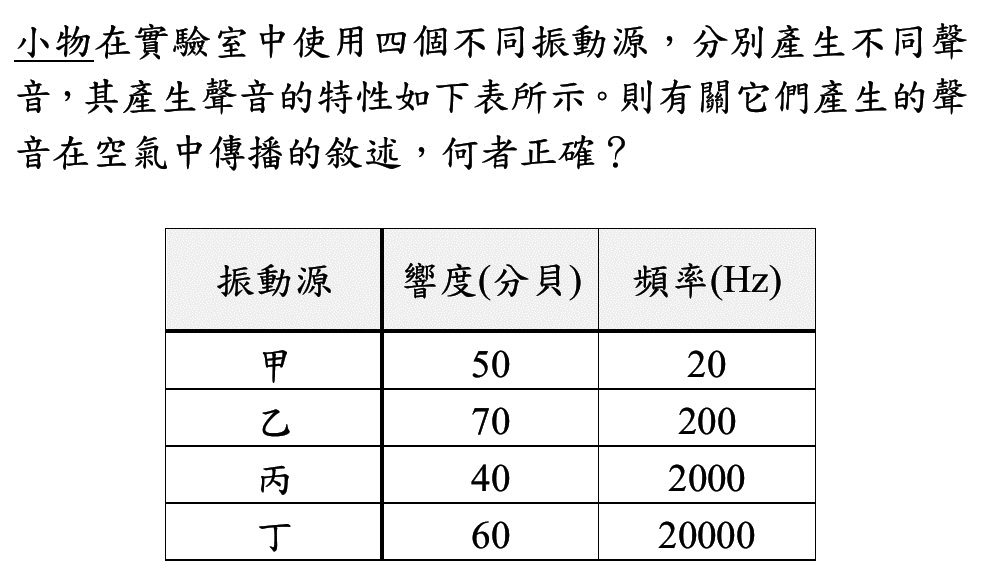 小物在實驗室中使用四個不同振動源，分別產生不同聲
音，其產生聲音的特性如下表所示。則有關它們產生的聲
音在空氣中傳播的敘述，何者正確？
振動源 響度(分貝) 頻率(Hz)
甲 50 20
乙 70 200
丙 40 2000
丁 60 20000